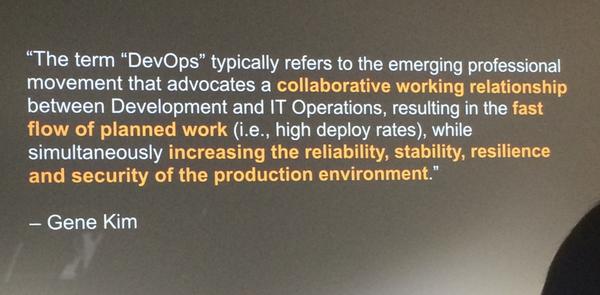 “The term “DevOps” typically refers to the emerging professional
movement that advocates a collaborative working relationship
between Development and IT Operations, resulting in the fast
flow of planned work (i.e., high deploy rates), while
simultaneously increasing the reliability, stability, resilience
and security of the production environment.”
– Gene Kim